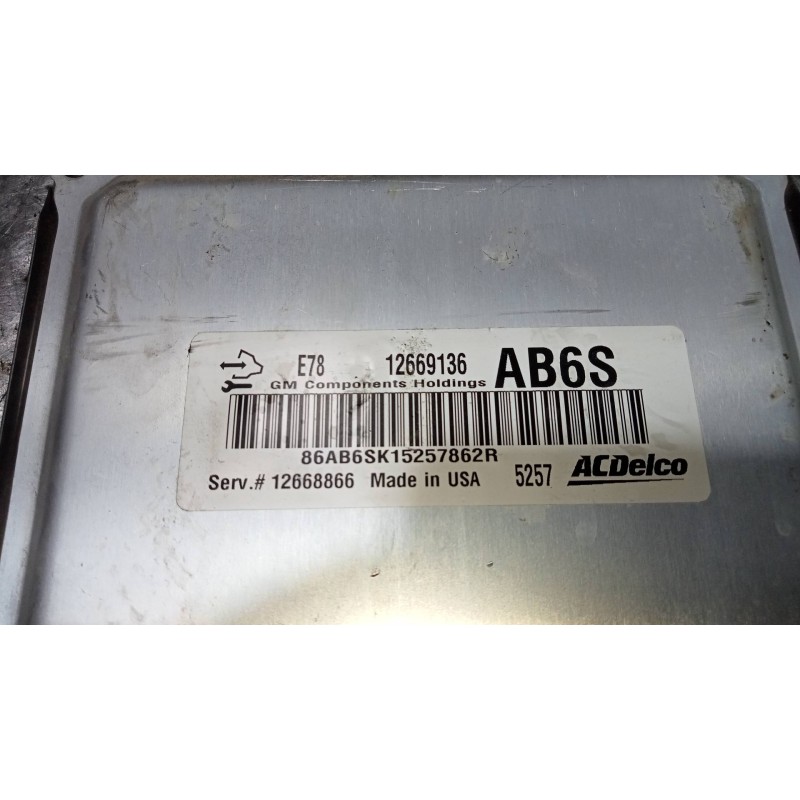 E78 12669136 AB6S
GM Components Holdings
86AB6SK15257862R
Serv.# 12668866 Made in USA 5257 ACDelco